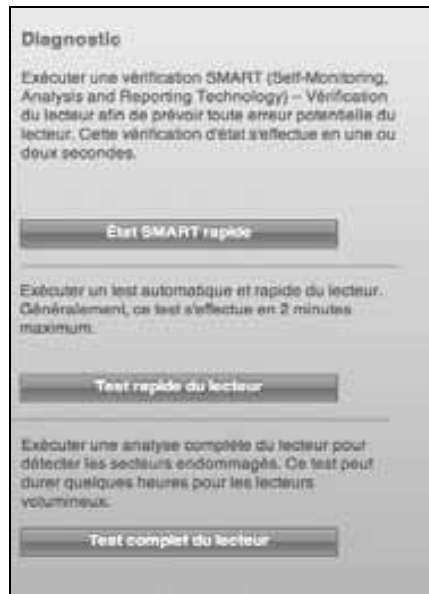 Diagnostic
Exécuter une vérification SMART (Self-Monitoring,
Analysis and Reporting Technology) – Vérification
du lecteur afin de prévoir toute erreur potentielle du
lecteur. Cette vérification d'état s'effectue en une ou
deux secondes.
État SMART rapide
Exécuter un test automatique et rapide du lecteur.
Généralement, ce test s'effectue en 2 minutes
maximum.
Test rapide du lecteur
Exécuter une analyse complète du lecteur pour
détecter les secteurs endommagés. Ce test peut
durer quelques heures pour les lecteurs
volumineux.
Test complet du lecteur